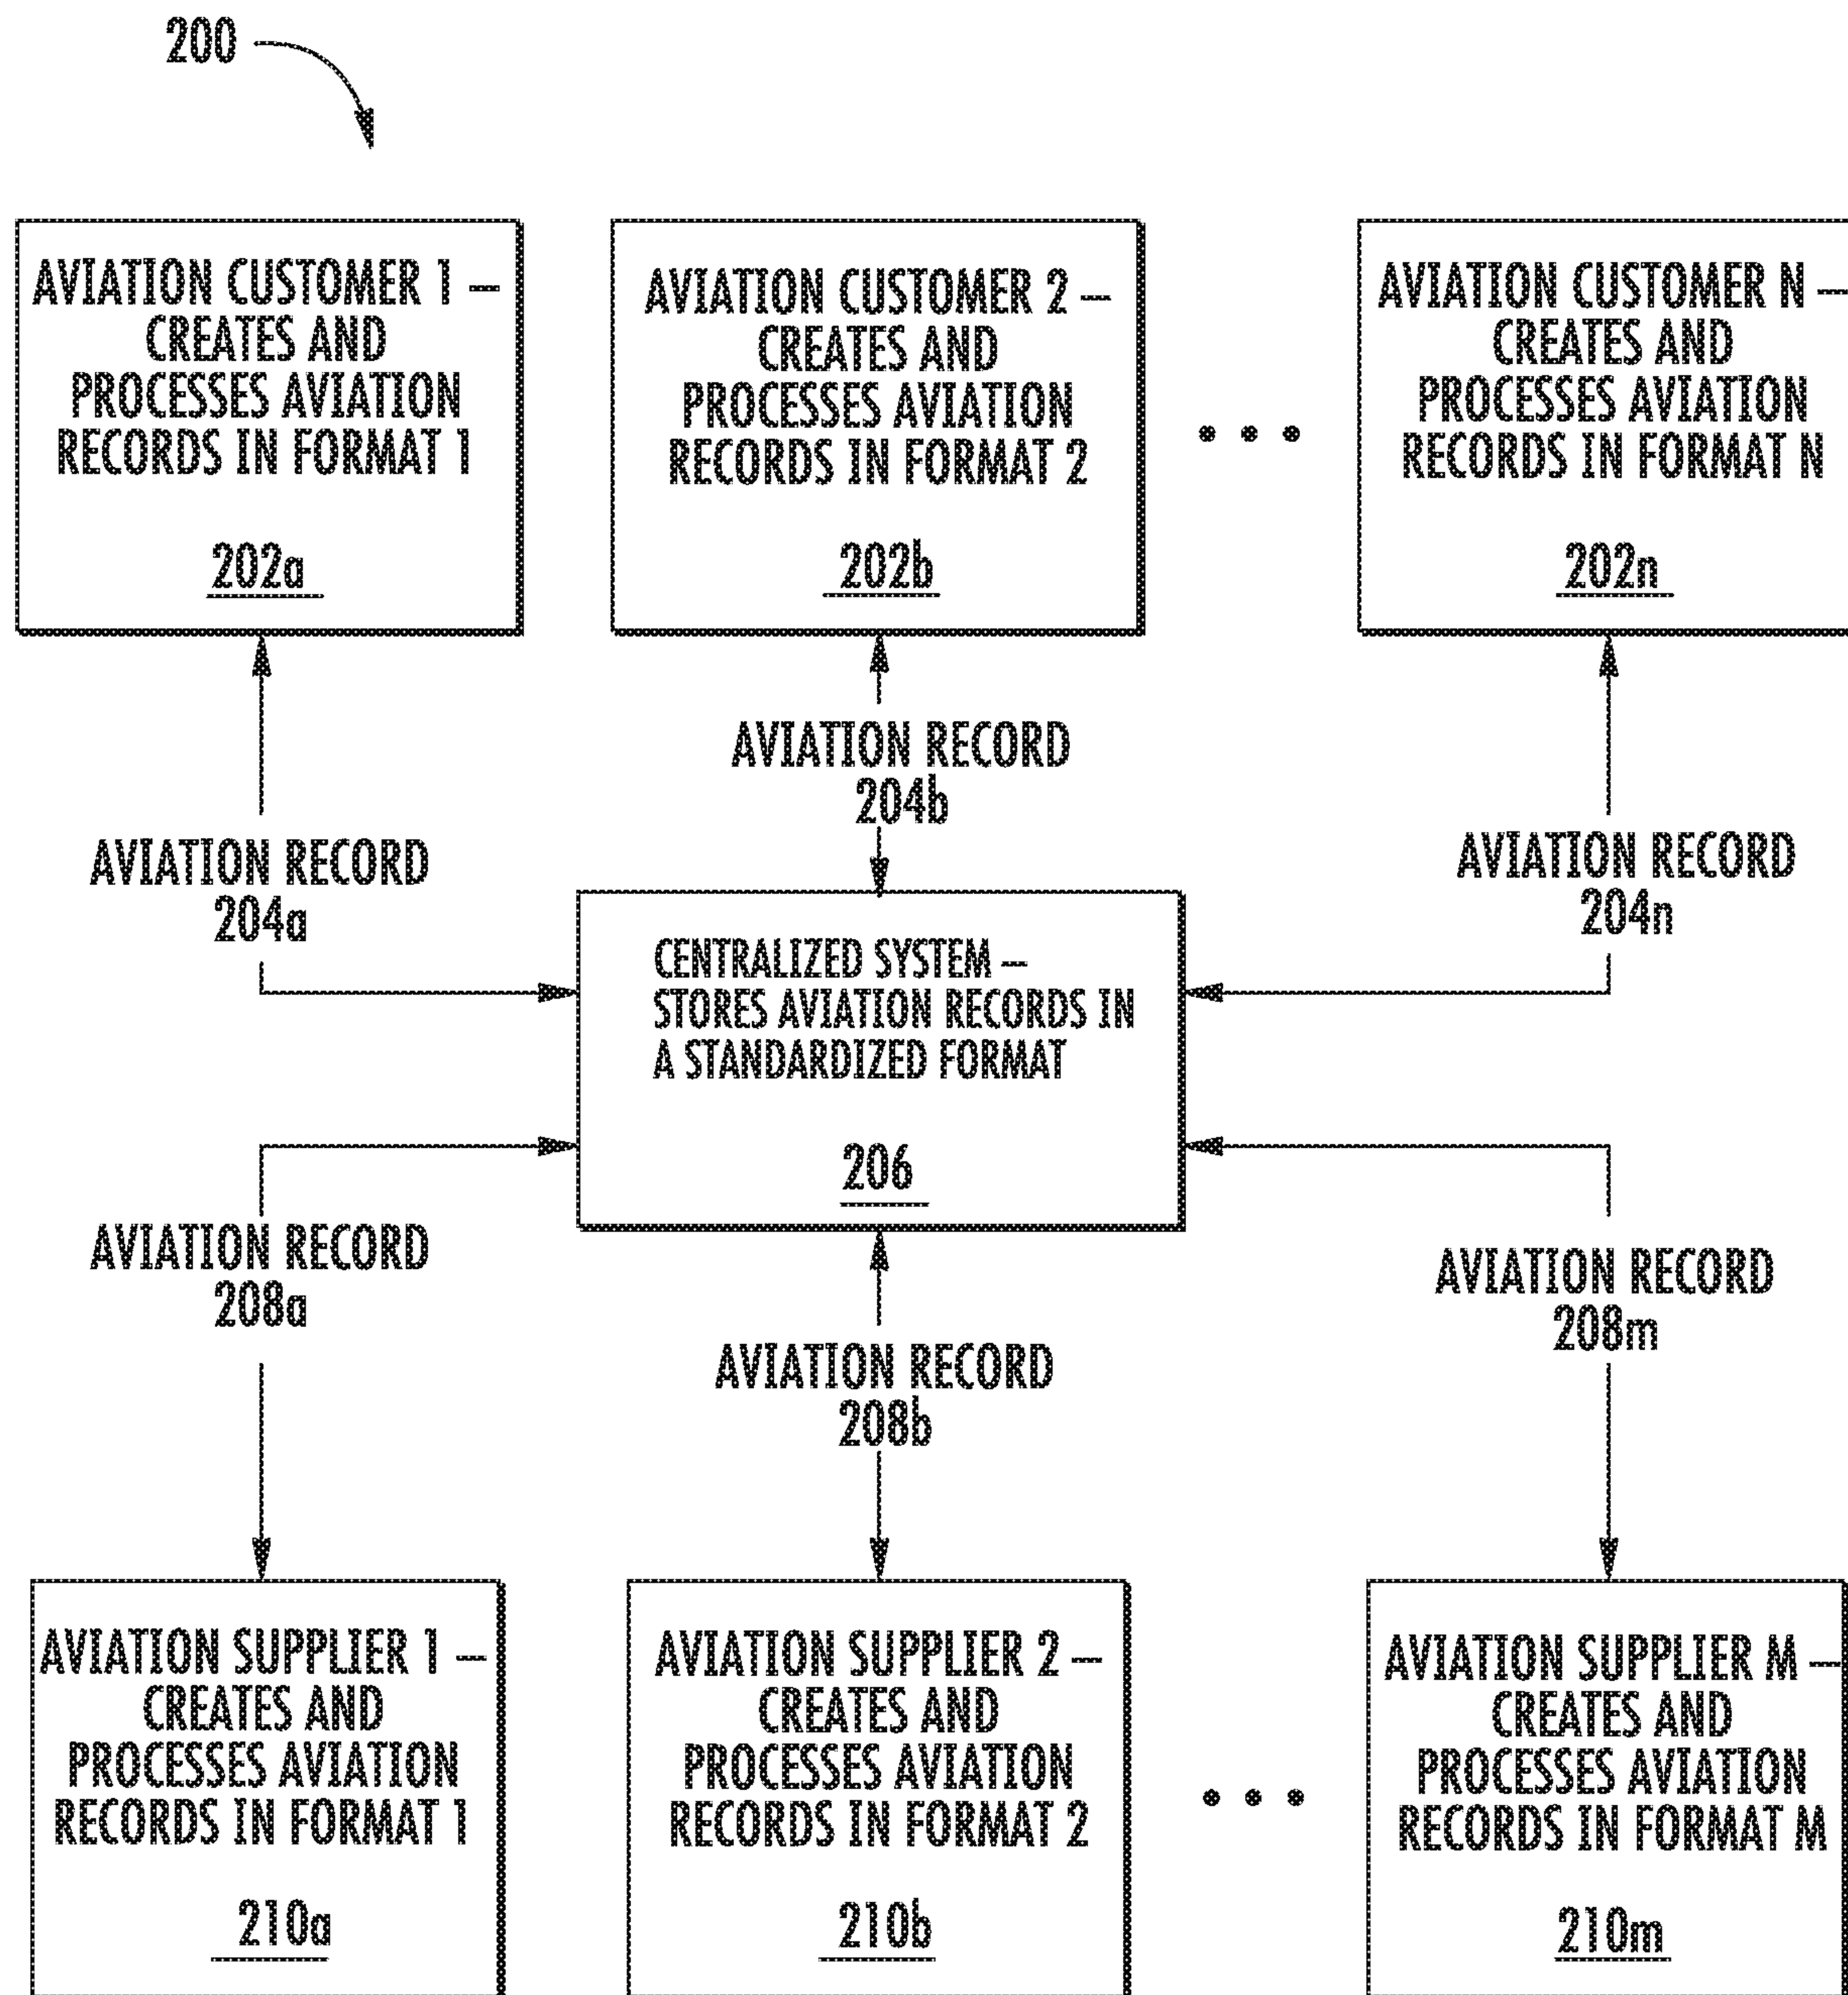 200
AVIATION CUSTOMER 1 –
CREATES AND
PROCESSES AVIATION
RECORDS IN FORMAT 1
202a
AVIATION CUSTOMER 2 –
CREATES AND
PROCESSES AVIATION
RECORDS IN FORMAT 2
202b
• • •
AVIATION CUSTOMER N –
CREATES AND
PROCESSES AVIATION
RECORDS IN FORMAT N
202n
AVIATION RECORD
204a
AVIATION RECORD
204b
AVIATION RECORD
204n
CENTRALIZED SYSTEM –
STORES AVIATION RECORDS IN
A STANDARDIZED FORMAT
206
AVIATION RECORD
208a
AVIATION RECORD
208b
AVIATION RECORD
208m
AVIATION SUPPLIER 1 –
CREATES AND
PROCESSES AVIATION
RECORDS IN FORMAT 1
210a
AVIATION SUPPLIER 2 –
CREATES AND
PROCESSES AVIATION
RECORDS IN FORMAT 2
210b
• • •
AVIATION SUPPLIER M –
CREATES AND
PROCESSES AVIATION
RECORDS IN FORMAT M
210m